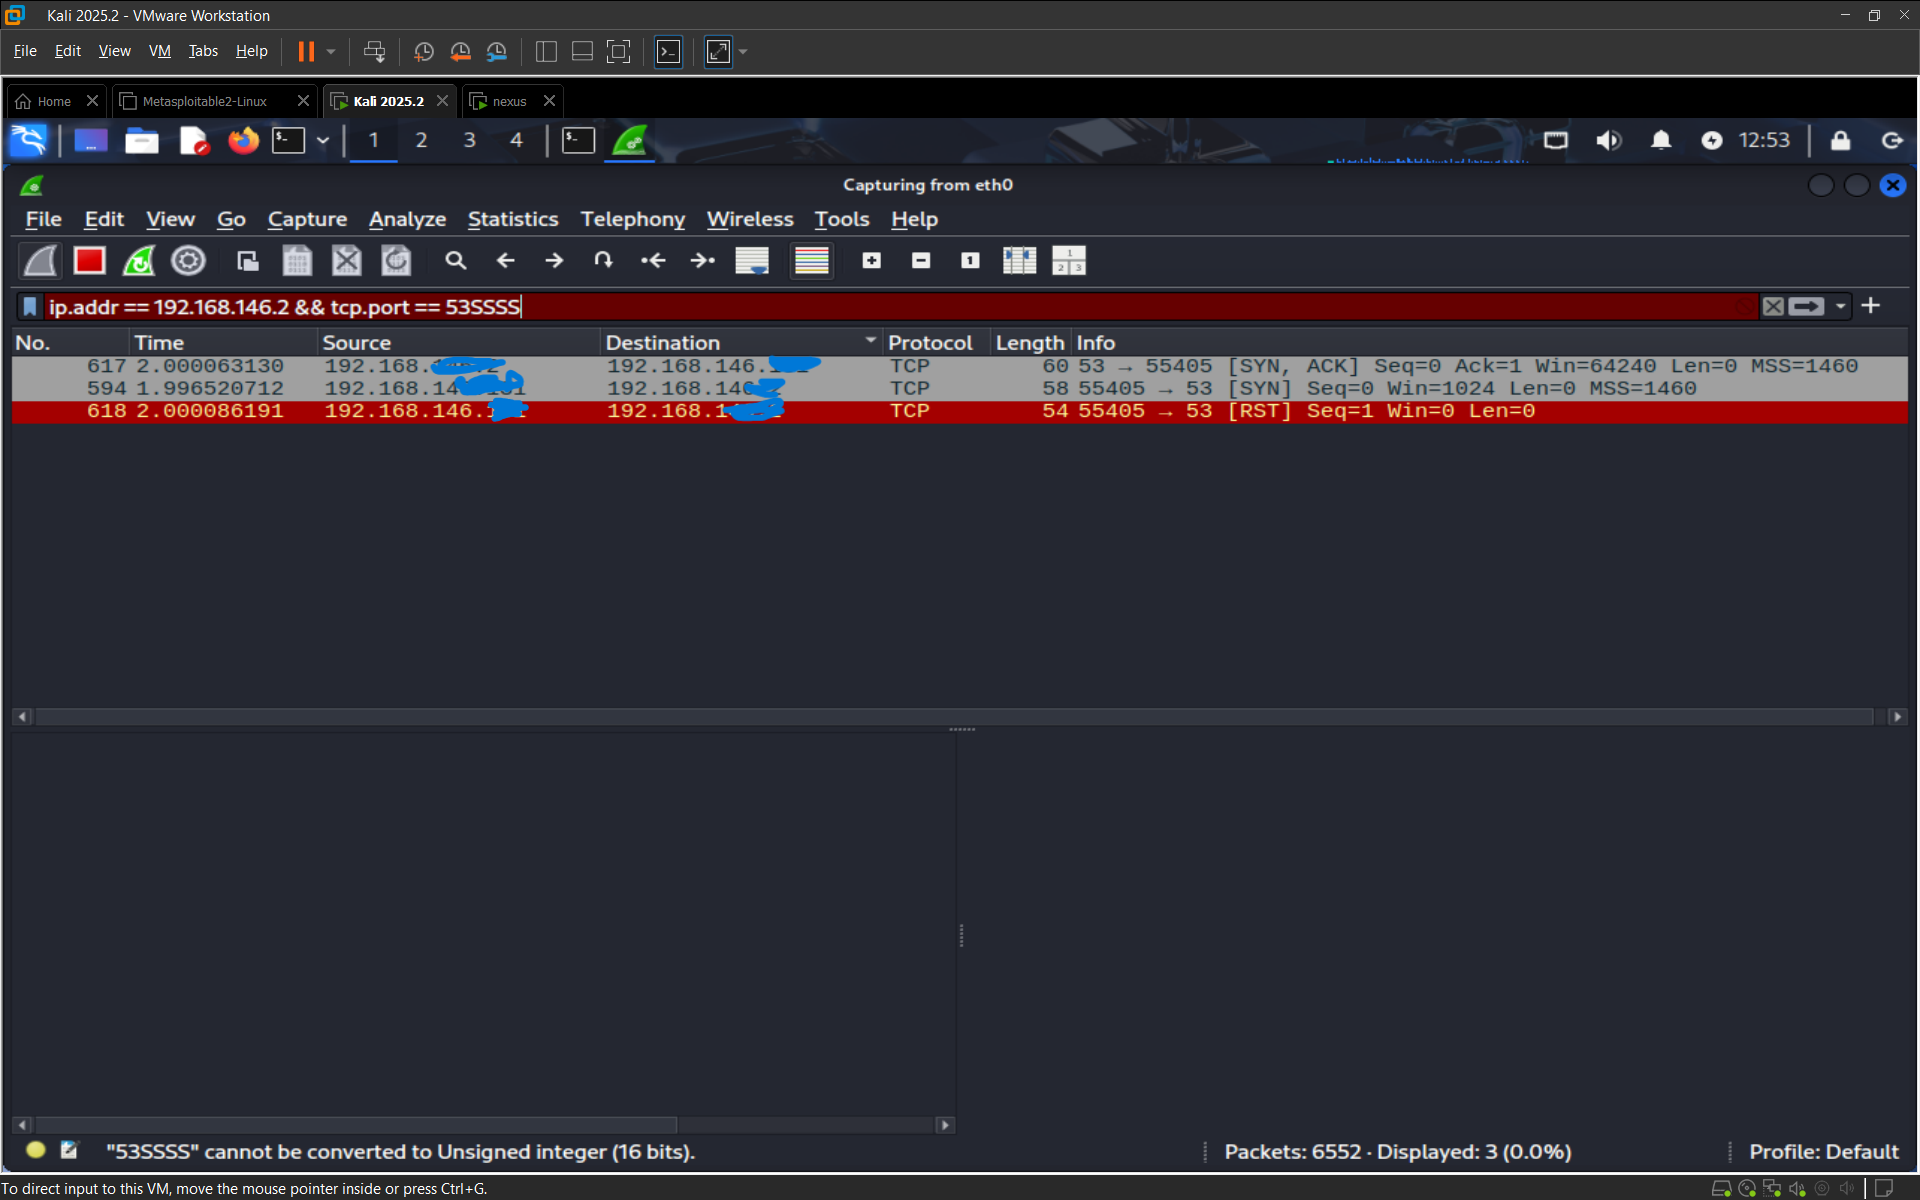 Kali 2025.2 - VMware Workstation
File Edit View VM Tabs Help
Home Metasploitable2-Linux Kali 2025.2 nexus
1 2 3 4 12:53
Capturing from eth0
File Edit View Go Capture Analyze Statistics Telephony Wireless Tools Help
ip.addr == 192.168.146.2 && tcp.port == 53SSSS
No. Time Source Destination Protocol Length Info
617 2.000063130 192.168. 192.168.146. TCP 60 53 → 55405 [SYN, ACK] Seq=0 Ack=1 Win=64240 Len=0 MSS=1460
594 1.996520712 192.168.14 192.168.14 TCP 58 55405 → 53 [SYN] Seq=0 Win=1024 Len=0 MSS=1460
618 2.000086191 192.168.146. 192.168.1 TCP 54 55405 → 53 [RST] Seq=1 Win=0 Len=0
"53SSSS" cannot be converted to Unsigned integer (16 bits). Packets: 6552 · Displayed: 3 (0.0%) Profile: Default
To direct input to this VM, move the mouse pointer inside or press Ctrl+G.